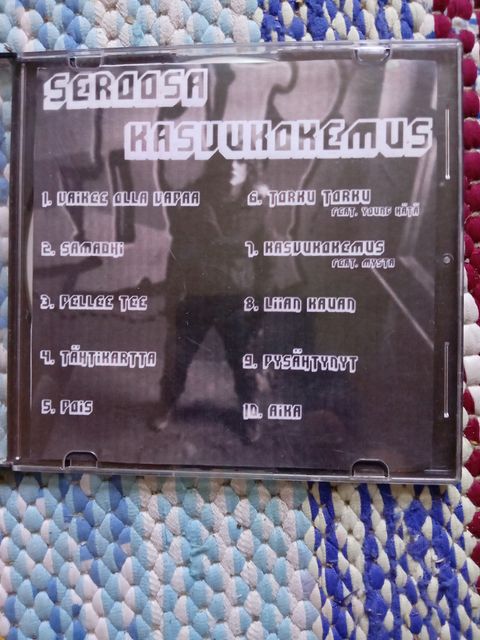 SEROOSA
KASVUKOKEMUS
1. VAIKEE OLLA VAPAA
2. SAMADHI
3. PELLEE TEE
4. TÄHTIKARTTA
5. POIS
6. TORKU TORKU
FEAT. YOUNG HÄTÄ
7. KASVUKOKEMUS
FEAT. MYSTA
8. LIIAN KAUAN
9. PYSÄHTYNYT
10. AIKA